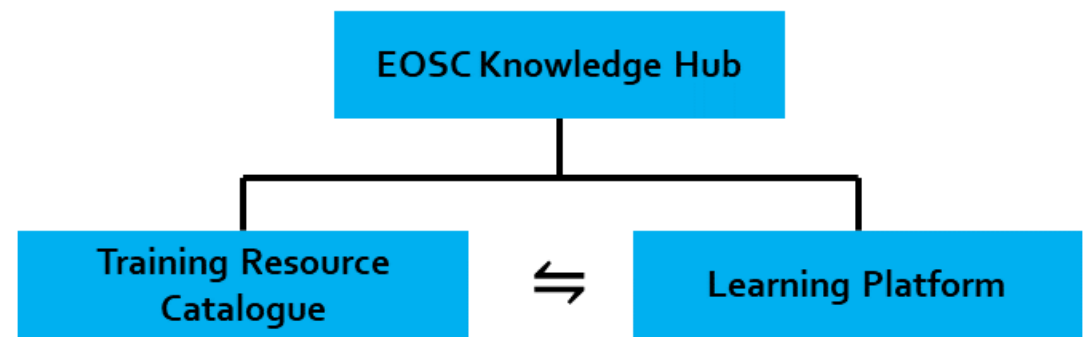 EOSC Knowledge Hub
Training Resource
Catalogue
⇋
Learning Platform